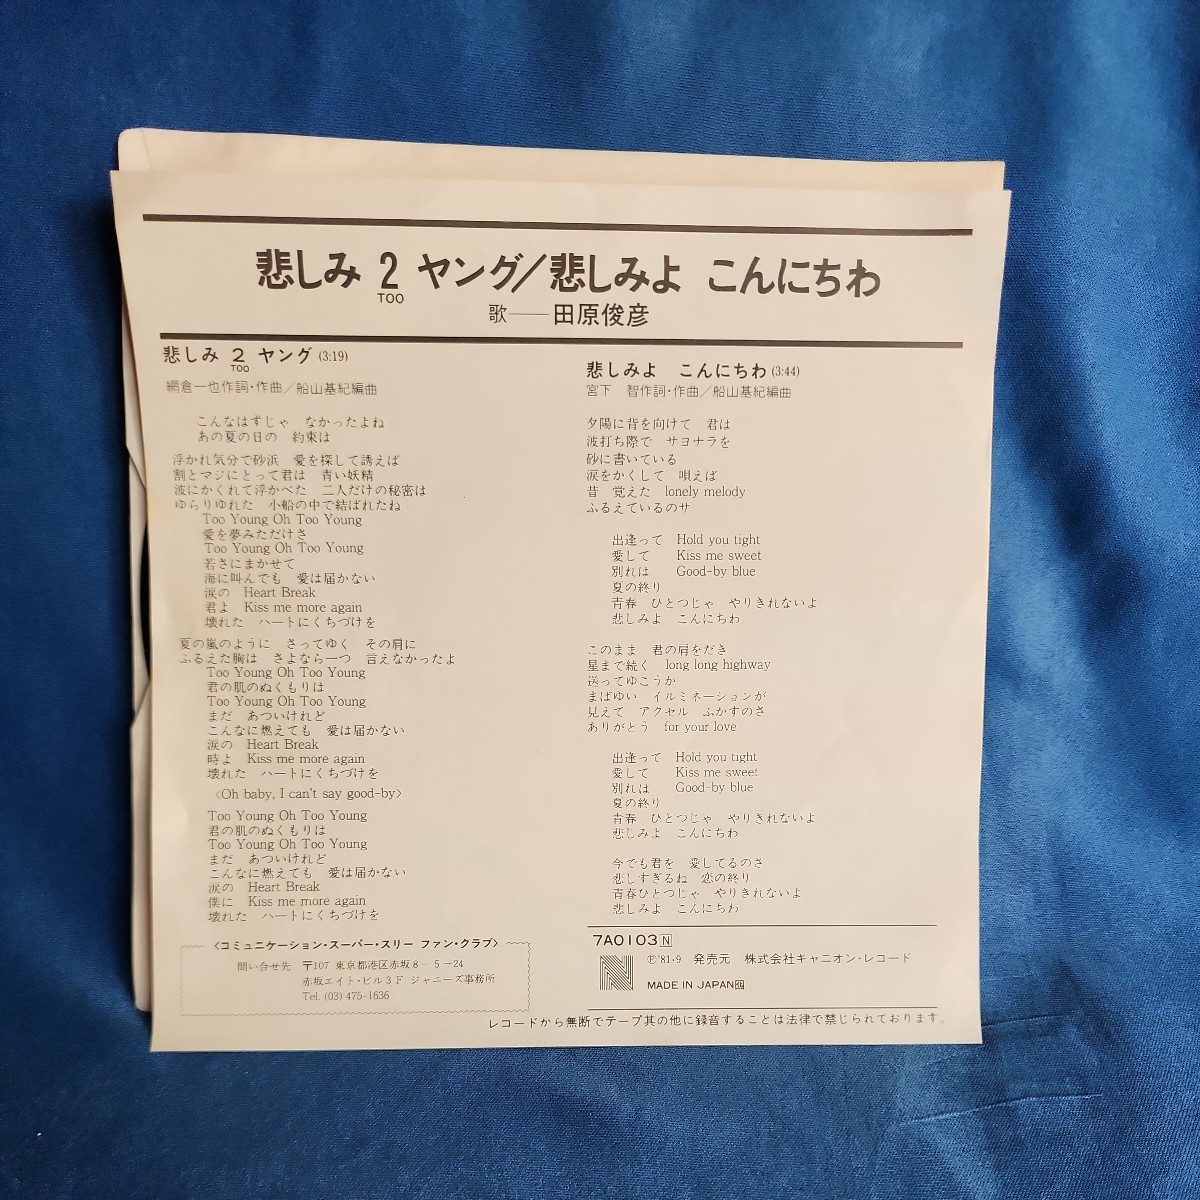 悲しみ 2 ヤング/悲しみよ こんにちわ
TOO
歌──田原俊彦
悲しみ 2 ヤング (3:19)
TOO
網倉一也作詞・作曲/船山基紀編曲
こんなはずじゃ なかったよね
あの夏の日の 約束は
浮かれ気分で砂浜 愛を探して誘えば
割とマジにとって君は 青い妖精
波にかくれて浮かべた 二人だけの秘密は
ゆらりゆれた 小船の中で結ばれたね
Too Young Oh Too Young
愛を夢みただけさ
Too Young Oh Too Young
若さにまかせて
海に叫んでも 愛は届かない
涙の Heart Break
君よ Kiss me more again
壊れた ハートにくちづけを
夏の嵐のように さってゆく その肩に
ふるえた胸は さよなら一つ 言えなかったよ
Too Young Oh Too Young
君の肌のぬくもりは
Too Young Oh Too Young
まだ あついけれど
こんなに燃えても 愛は届かない
涙の Heart Break
時よ Kiss me more again
壊れた ハートにくちづけを
〈Oh baby, I can't say good-by〉
Too Young Oh Too Young
君の肌のぬくもりは
Too Young Oh Too Young
まだ あついけれど
こんなに燃えても 愛は届かない
涙の Heart Break
僕に Kiss me more again
壊れた ハートにくちづけを
〈コミュニケーション・スーパー・スリー ファン・クラブ〉
問い合せ先 〒107 東京都港区赤坂8-5-24
赤坂エイト・ビル3F ジャニーズ事務所
Tel. (03) 475-1636
悲しみよ こんにちわ (3:44)
宮下 智作詞・作曲/船山基紀編曲
夕陽に背を向けて 君は
波打ち際で サヨナラを
砂に書いている
涙をかくして 唄えば
昔 覚えた lonely melody
ふるえているのサ
出逢って Hold you tight
愛して Kiss me sweet
別れは Good-by blue
夏の終り
青春 ひとつじゃ やりきれないよ
悲しみよ こんにちわ
このまま 君の肩をだき
星まで続く long long highway
送ってゆこうか
まばゆい イルミネーションが
見えて アクセル ふかすのさ
ありがとう for your love
出逢って Hold you tight
愛して Kiss me sweet
別れは Good-by blue
夏の終り
青春 ひとつじゃ やりきれないよ
悲しみよ こんにちわ
今でも君を 愛してるのさ
悲しすぎるね 恋の終り
青春ひとつじゃ やりきれないよ
悲しみよ こんにちわ
7A0103 N
Ⓟ'81・9 発売元 株式会社キャニオン・レコード
N MADE IN JAPAN
レコードから無断でテープ其の他に録音することは法律で禁じられております。